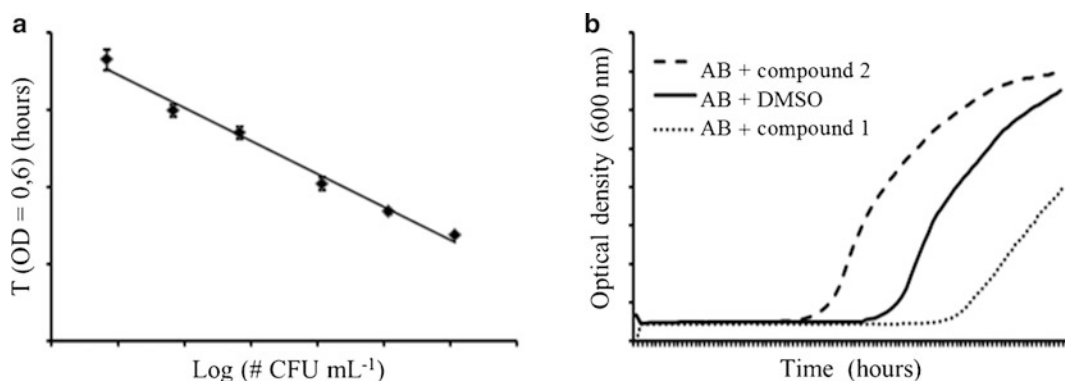 a
T (OD = 0,6) (hours)
Log (# CFU mL⁻¹)
b
AB + compound 2
AB + DMSO
AB + compound 1
Optical density (600 nm)
Time (hours)